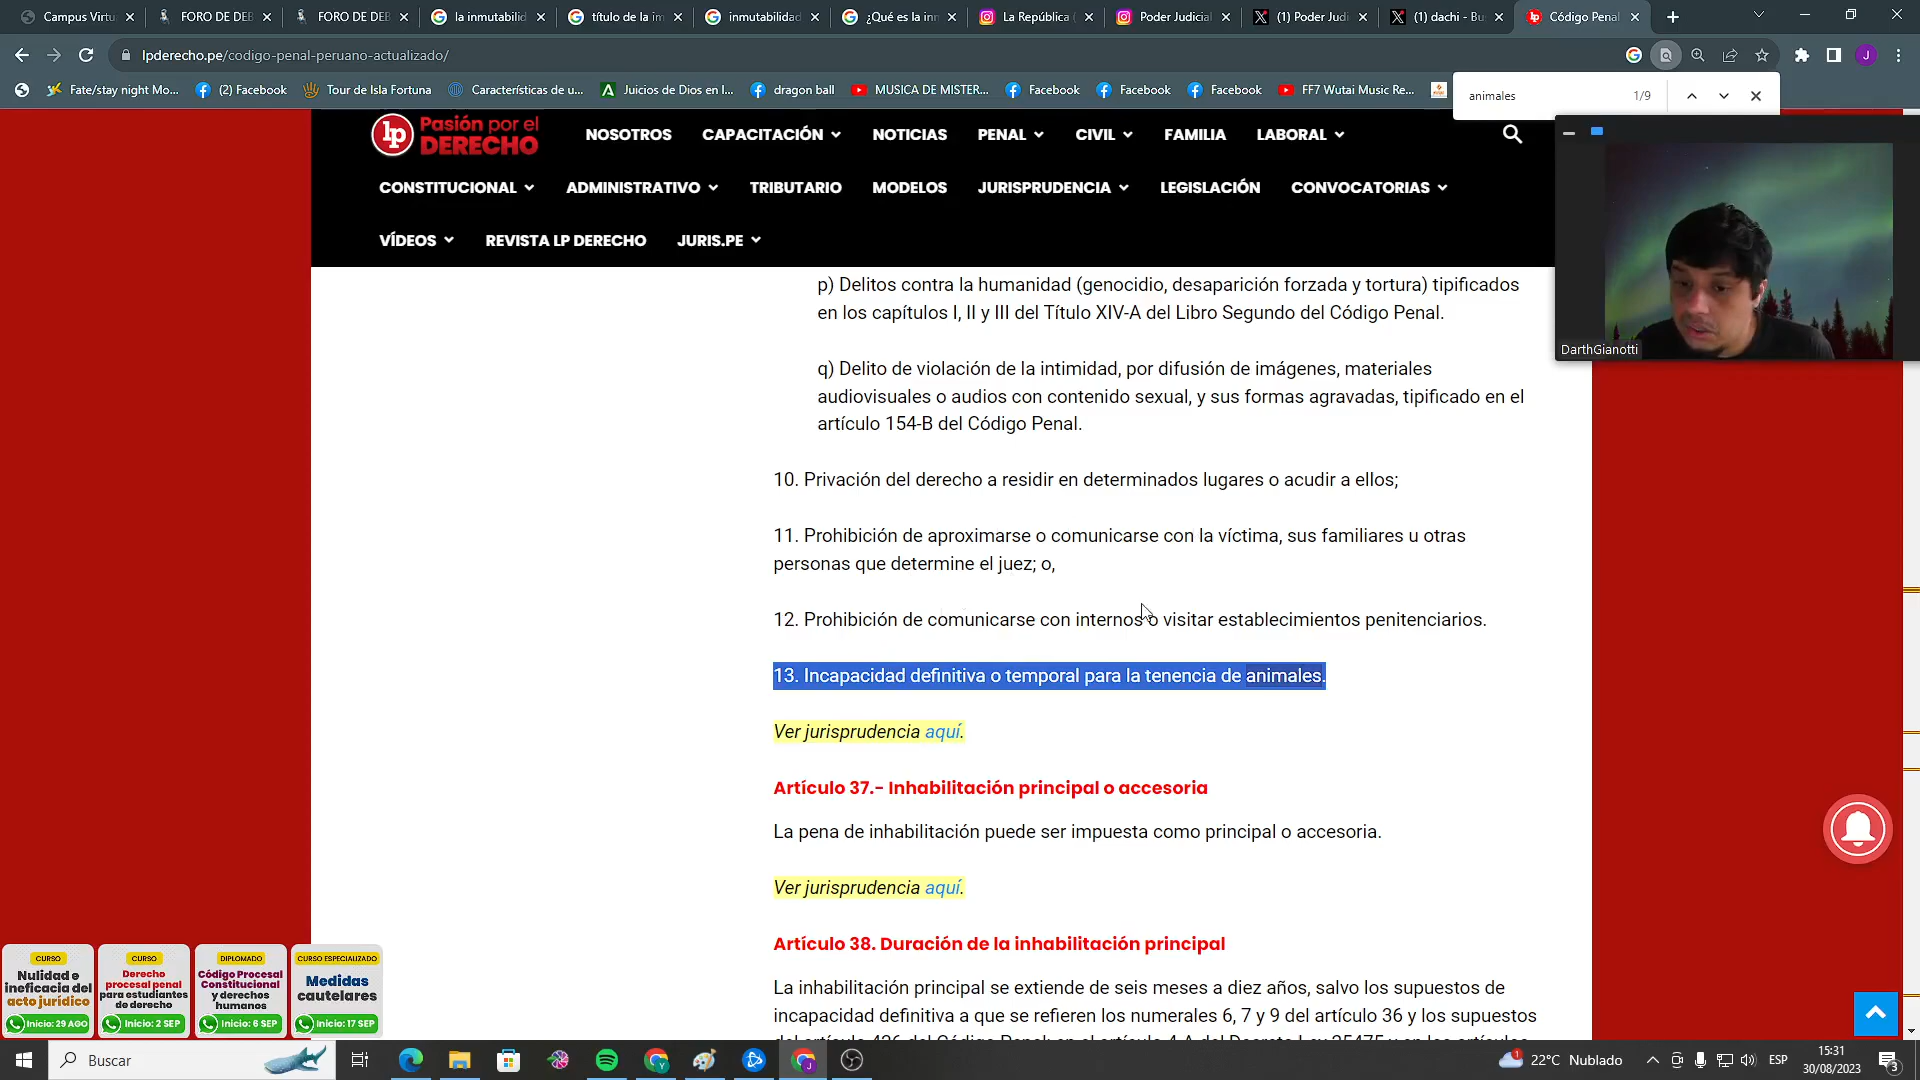 Campus Virtu
FORO DE DEB
FORO DE DEB
la inmutabilid
título de la in
inmutabilidad
¿Qué es la inn
La República (
Poder Judicial
(1) Poder Judi
(1) dachi - Bu
Código Penal
lpderecho.pe/codigo-penal-peruano-actualizado/
J
Fate/stay night Mo...
(2) Facebook
Tour de Isla Fortuna
Características de u...
Juicios de Dios en l...
dragon ball
MUSICA DE MISTER...
Facebook
Facebook
Facebook
FF7 Wutai Music Re...
animales
1/9
lp Pasión por el
DERECHO
NOSOTROS
CAPACITACIÓN
NOTICIAS
PENAL
CIVIL
FAMILIA
LABORAL
CONSTITUCIONAL
ADMINISTRATIVO
TRIBUTARIO
MODELOS
JURISPRUDENCIA
LEGISLACIÓN
CONVOCATORIAS
VÍDEOS
REVISTA LP DERECHO
JURIS.PE
DarthGianotti
p) Delitos contra la humanidad (genocidio, desaparición forzada y tortura) tipificados
en los capítulos I, II y III del Título XIV-A del Libro Segundo del Código Penal.
q) Delito de violación de la intimidad, por difusión de imágenes, materiales
audiovisuales o audios con contenido sexual, y sus formas agravadas, tipificado en el
artículo 154-B del Código Penal.
10. Privación del derecho a residir en determinados lugares o acudir a ellos;
11. Prohibición de aproximarse o comunicarse con la víctima, sus familiares u otras
personas que determine el juez; o,
12. Prohibición de comunicarse con internos o visitar establecimientos penitenciarios.
13. Incapacidad definitiva o temporal para la tenencia de animales.
Ver jurisprudencia aquí.
Artículo 37.- Inhabilitación principal o accesoria
La pena de inhabilitación puede ser impuesta como principal o accesoria.
Ver jurisprudencia aquí.
Artículo 38. Duración de la inhabilitación principal
La inhabilitación principal se extiende de seis meses a diez años, salvo los supuestos de
incapacidad definitiva a que se refieren los numerales 6, 7 y 9 del artículo 36 y los supuestos
CURSO
Nulidad e
ineficacia del
acto jurídico
Inicio: 29 AGO
CURSO
Derecho
procesal penal
para estudiantes
de derecho
Inicio: 2 SEP
DIPLOMADO
Código Procesal
Constitucional
y derechos
humanos
Inicio: 6 SEP
CURSO ESPECIALIZADO
Medidas
cautelares
Inicio: 17 SEP
Buscar
1
22°C Nublado
ESP
15:31
30/08/2023
3